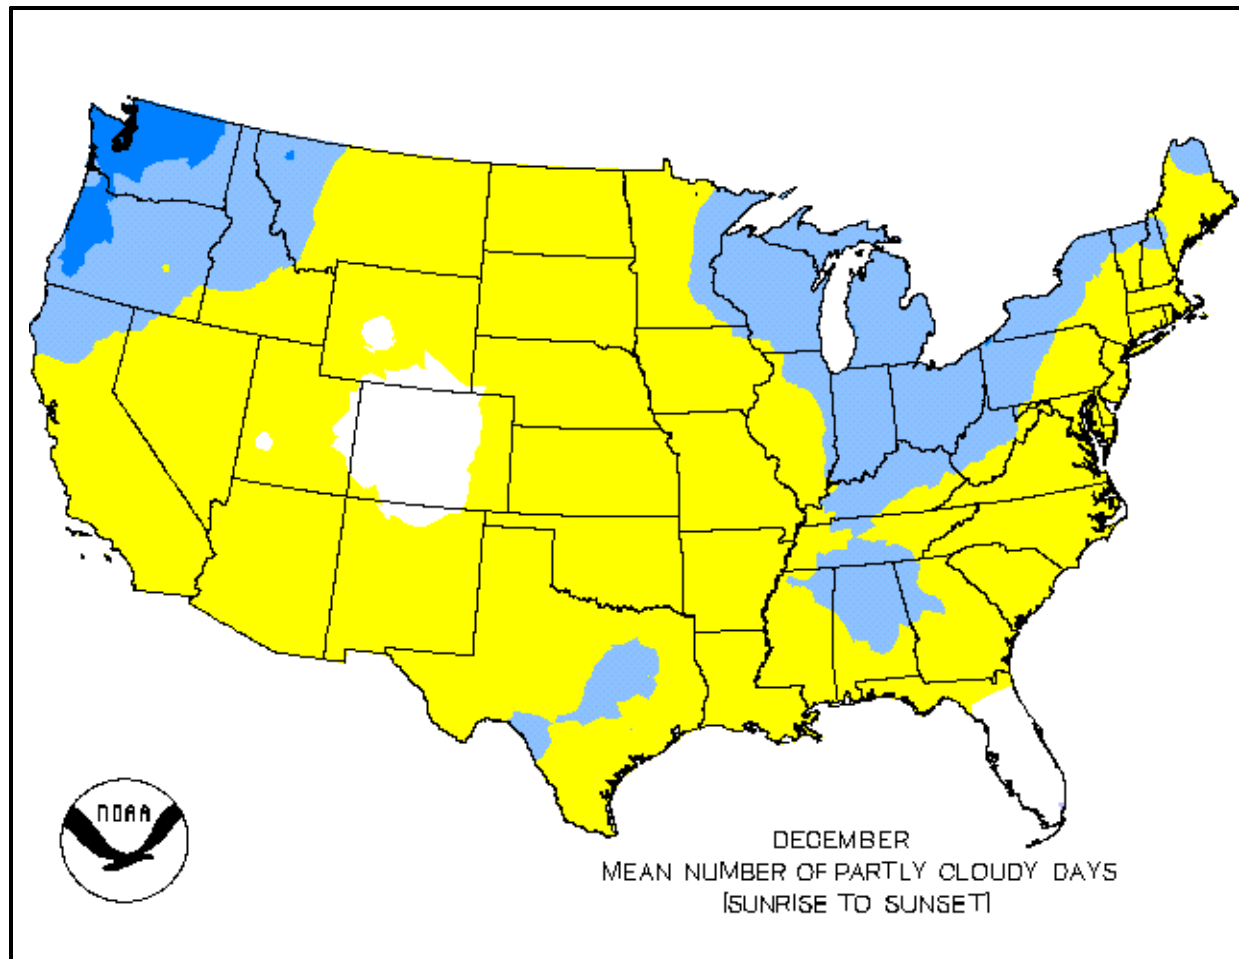 NOAA
DECEMBER
MEAN NUMBER OF PARTLY CLOUDY DAYS
[SUNRISE TO SUNSET]